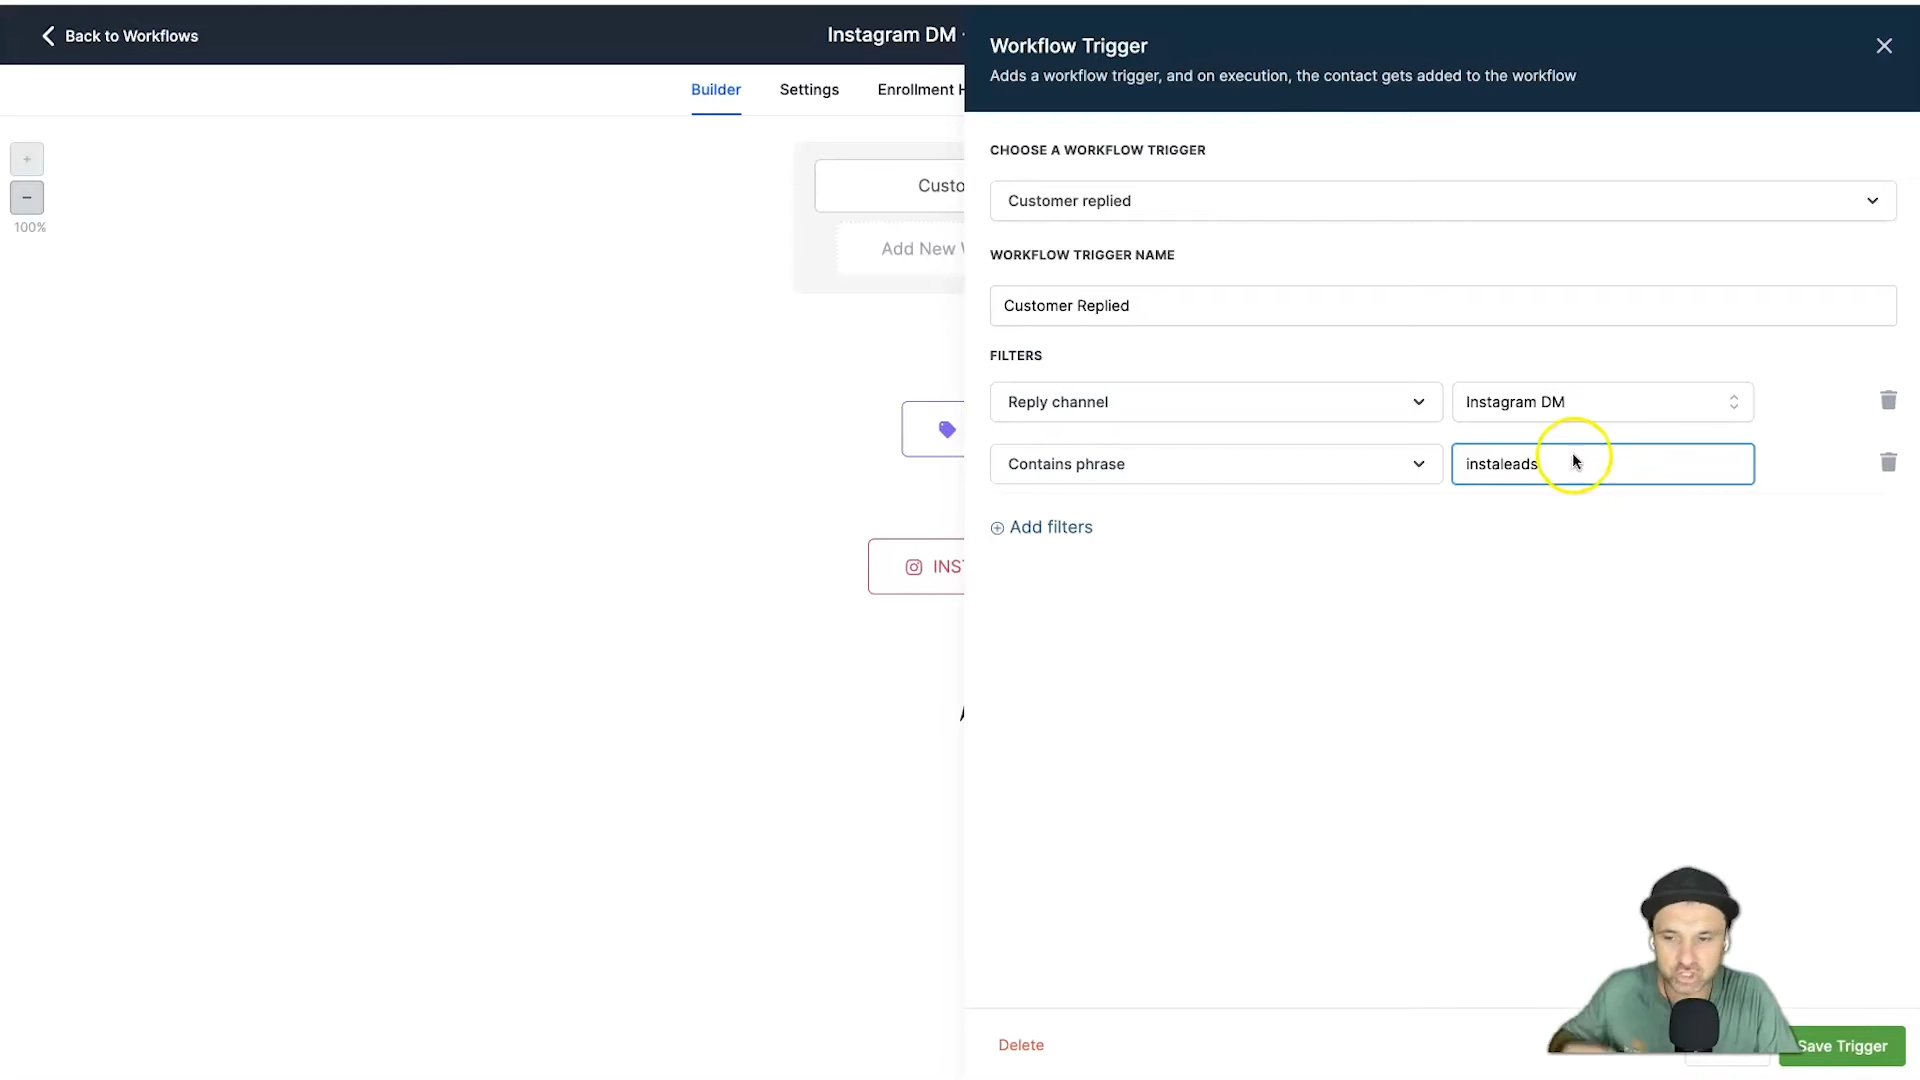 Back to Workflows
Instagram DM
Workflow Trigger
Adds a workflow trigger, and on execution, the contact gets added to the workflow
Builder
Settings
Enrollment
100%
CHOOSE A WORKFLOW TRIGGER
Customer replied
WORKFLOW TRIGGER NAME
Customer Replied
FILTERS
Reply channel
Instagram DM
Contains phrase
instaleads
Add filters
Custo
Add New
INST
Delete
Save Trigger